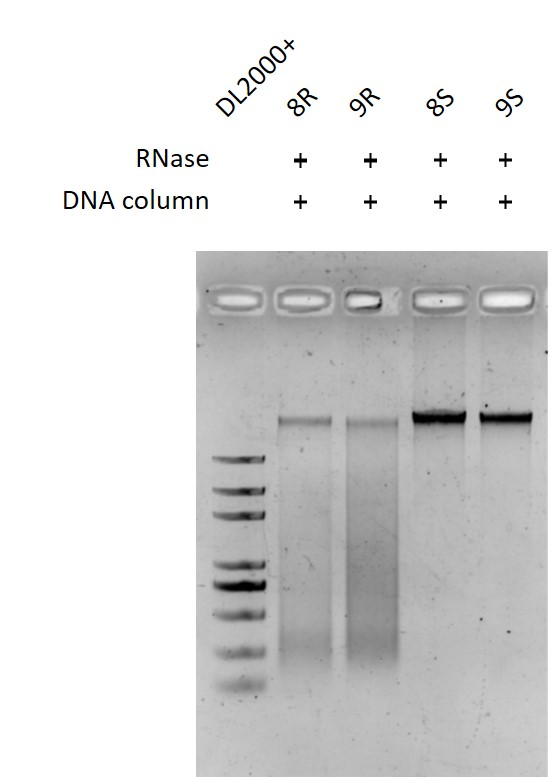 DL2000+ 8R 9R 8S 9S
RNase + + + +
DNA column + + + +